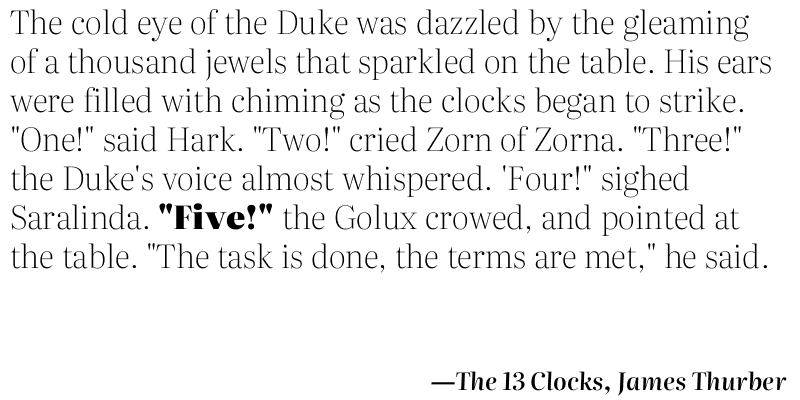 The cold eye of the Duke was dazzled by the gleaming
of a thousand jewels that sparkled on the table. His ears
were filled with chiming as the clocks began to strike.
"One!" said Hark. "Two!" cried Zorn of Zorna. "Three!"
the Duke's voice almost whispered. 'Four!" sighed
Saralinda. "Five!" the Golux crowed, and pointed at
the table. "The task is done, the terms are met," he said.
—The 13 Clocks, James Thurber